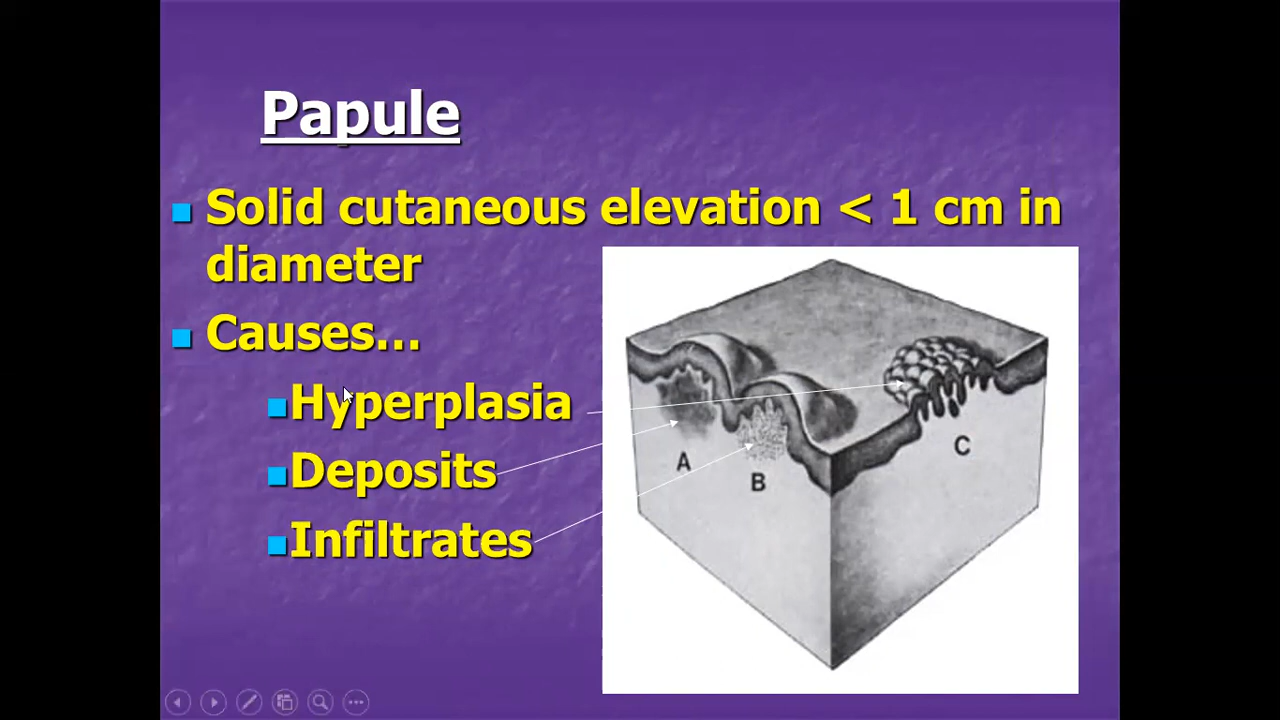 Papule
Solid cutaneous elevation < 1 cm in
diameter
Causes...
Hyperplasia
Deposits
Infiltrates
A
B
C